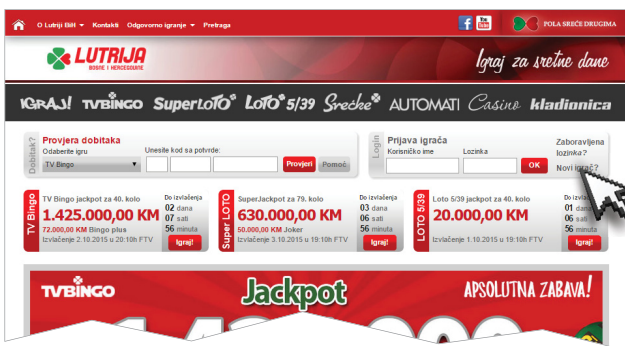 O Lutriji BiH Kontakti Odgovorno igranje Pretraga
f You Tube POLA SREĆE DRUGIMA
LUTRIJA
BOSNE I HERCEGOVINE
Igraj za sretne dane
IGRAJ! TVBINGO SuperLOTO LOTO 5/39 Srećke AUTOMATI Casino kladionica
Dobitak?
Provjera dobitaka
Odaberite igru Unesite kod sa potvrde:
TV Bingo Provjeri Pomoć
Login
Prijava igrača
Korisničko ime Lozinka
OK
Zaboravljena
lozinka?
Novi igrač?
TV Bingo
TV Bingo jackpot za 40. kolo
1.425.000,00 KM
72.000,00 KM Bingo plus
Izvlačenje 2.10.2015 u 20:10h FTV
Do izvlačenja
02 dana
07 sati
56 minuta
Igraj!
Super LOTO
SuperJackpot za 79. kolo
630.000,00 KM
50.000,00 KM Joker
Izvlačenje 3.10.2015 u 19:10h FTV
Do izvlačenja
03 dana
06 sati
56 minuta
Igraj!
LOTO 5/39
Loto 5/39 jackpot za 40. kolo
20.000,00 KM
Izvlačenje 1.10.2015 u 19:10h FTV
Do izvlačenja
01 dana
06 sati
56 minuta
Igraj!
TVBINGO Jackpot APSOLUTNA ZABAVA!